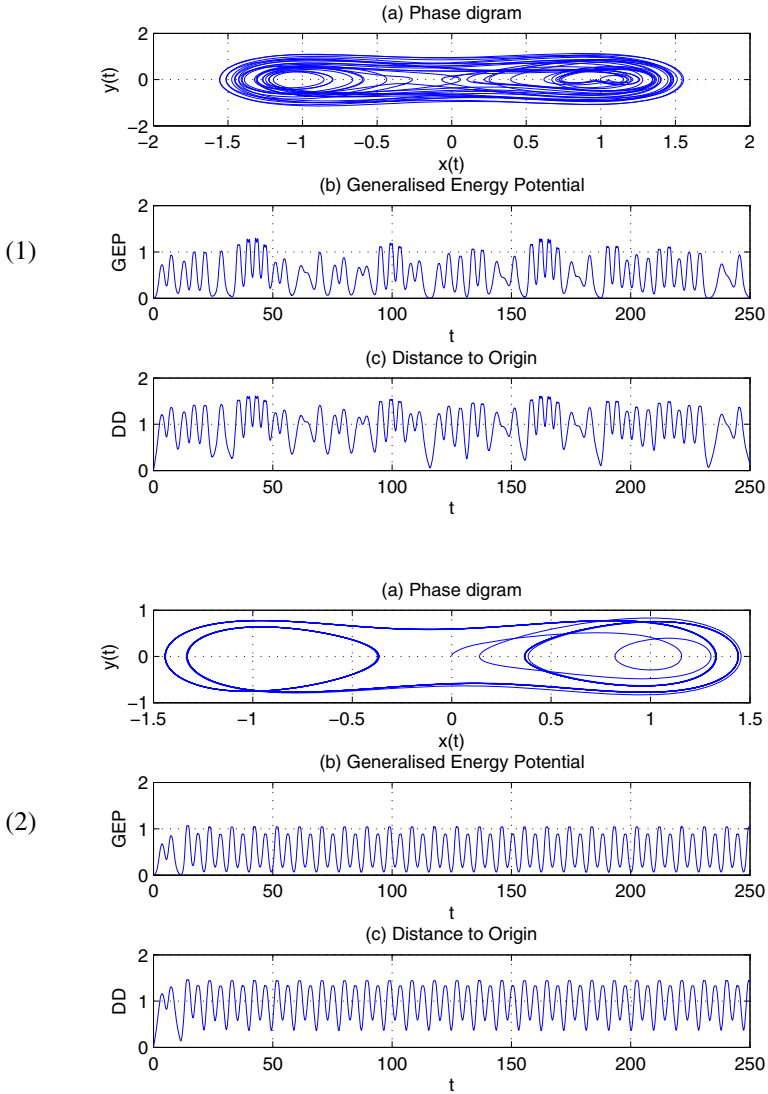 (a) Phase digram
2
0
−2
y(t)
−2 −1.5 −1 −0.5 0 0.5 1 1.5 2
x(t)
(b) Generalised Energy Potential
(1)
2
1
0
GEP
0 50 100 150 200 250
t
(c) Distance to Origin
2
1
0
DD
0 50 100 150 200 250
t
(a) Phase digram
1
0
−1
y(t)
−1.5 −1 −0.5 0 0.5 1 1.5
x(t)
(b) Generalised Energy Potential
(2)
2
1
0
GEP
0 50 100 150 200 250
t
(c) Distance to Origin
2
1
0
DD
0 50 100 150 200 250
t